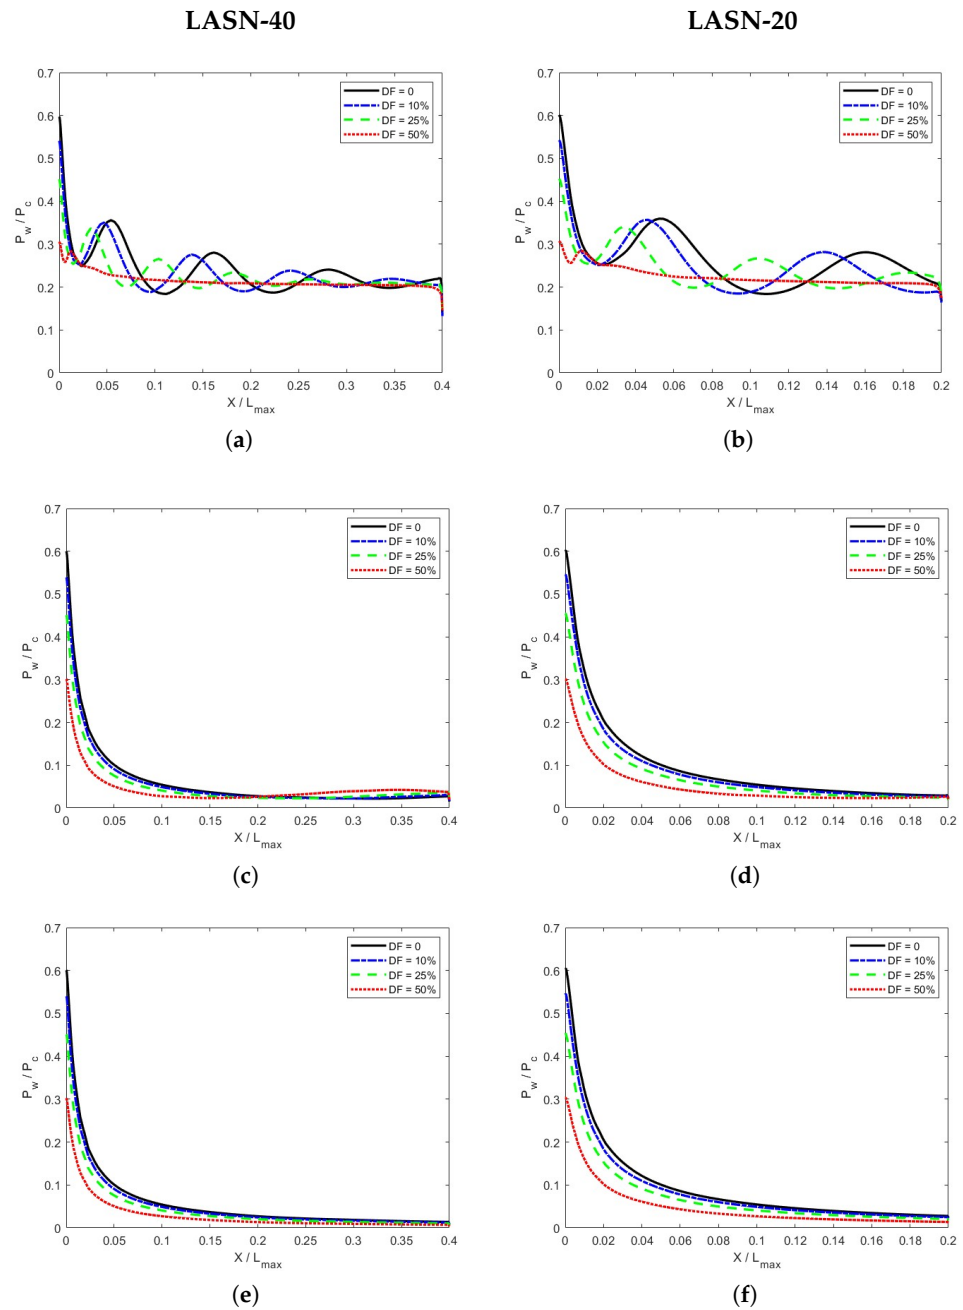 LASN-40
LASN-20
0.7
0.6
0.5
0.4
0.3
0.2
0.1
0
P_w / P_c
DF = 0
DF = 10%
DF = 25%
DF = 50%
0 0.05 0.1 0.15 0.2 0.25 0.3 0.35 0.4
X / L_max
(a)
0.7
0.6
0.5
0.4
0.3
0.2
0.1
0
P_w / P_c
DF = 0
DF = 10%
DF = 25%
DF = 50%
0 0.02 0.04 0.06 0.08 0.1 0.12 0.14 0.16 0.18 0.2
X / L_max
(b)
0.7
0.6
0.5
0.4
0.3
0.2
0.1
0
P_w / P_c
DF = 0
DF = 10%
DF = 25%
DF = 50%
0 0.05 0.1 0.15 0.2 0.25 0.3 0.35 0.4
X / L_max
(c)
0.7
0.6
0.5
0.4
0.3
0.2
0.1
0
P_w / P_c
DF = 0
DF = 10%
DF = 25%
DF = 50%
0 0.02 0.04 0.06 0.08 0.1 0.12 0.14 0.16 0.18 0.2
X / L_max
(d)
0.7
0.6
0.5
0.4
0.3
0.2
0.1
0
P_w / P_c
DF = 0
DF = 10%
DF = 25%
DF = 50%
0 0.05 0.1 0.15 0.2 0.25 0.3 0.35 0.4
X / L_max
(e)
0.7
0.6
0.5
0.4
0.3
0.2
0.1
0
P_w / P_c
DF = 0
DF = 10%
DF = 25%
DF = 50%
0 0.02 0.04 0.06 0.08 0.1 0.12 0.14 0.16 0.18 0.2
X / L_max
(f)